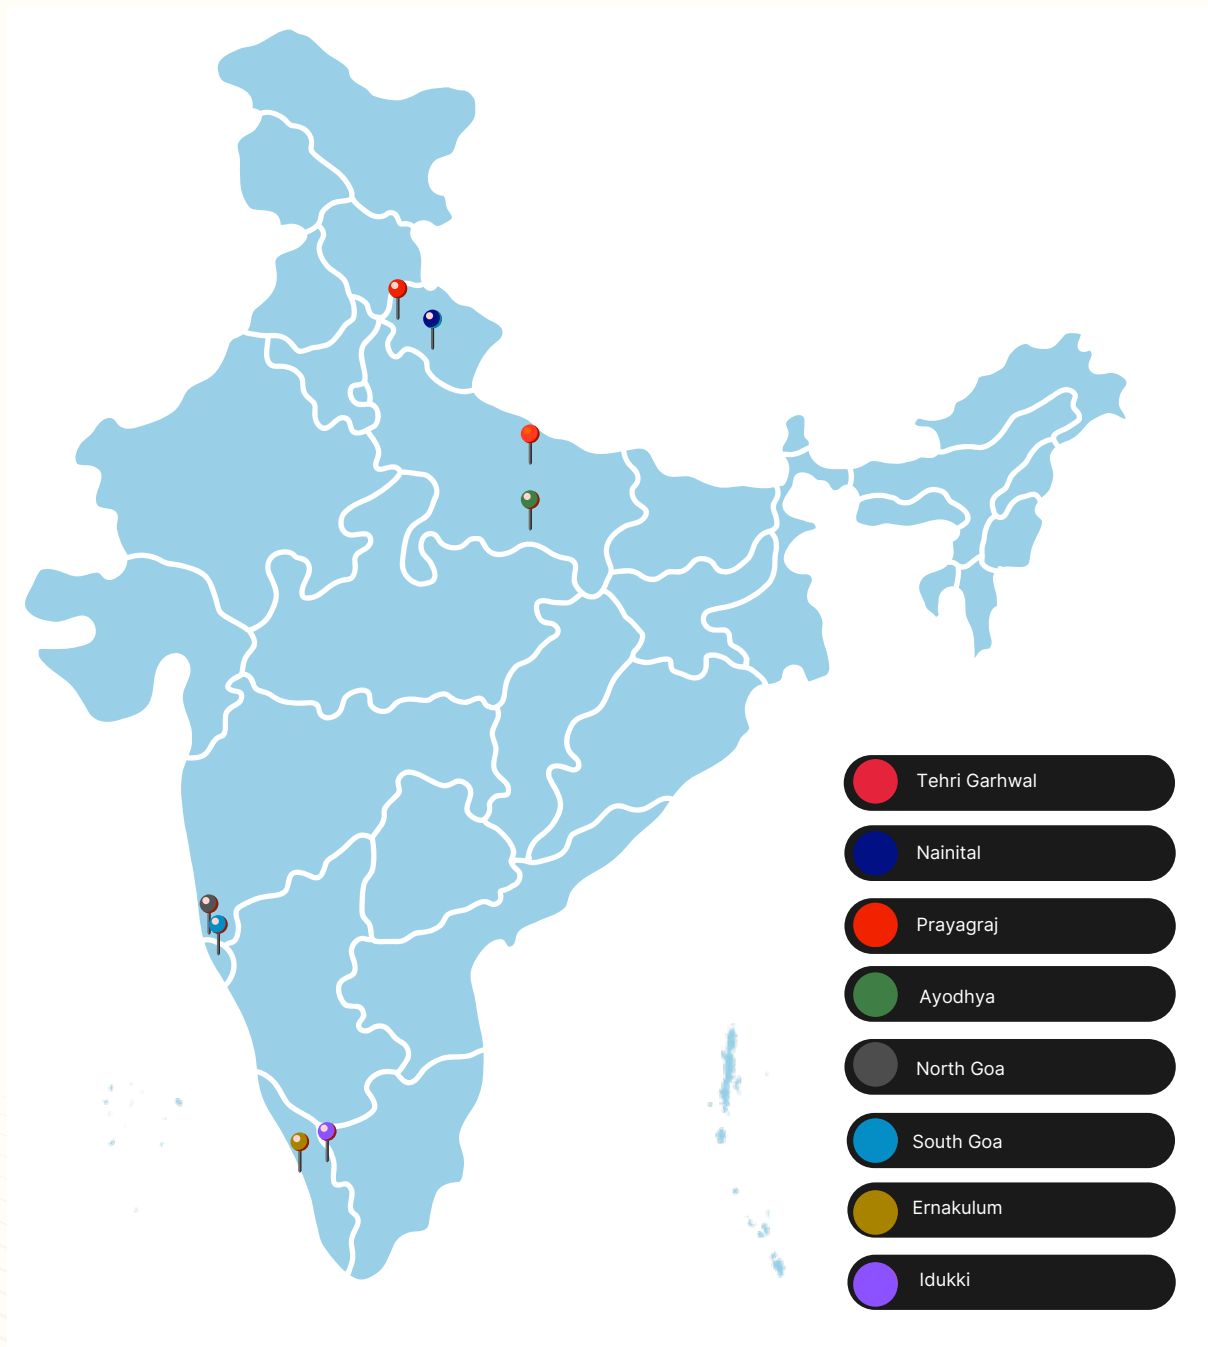 Tehri Garhwal
Nainital
Prayagraj
Ayodhya
North Goa
South Goa
Ernakulum
Idukki